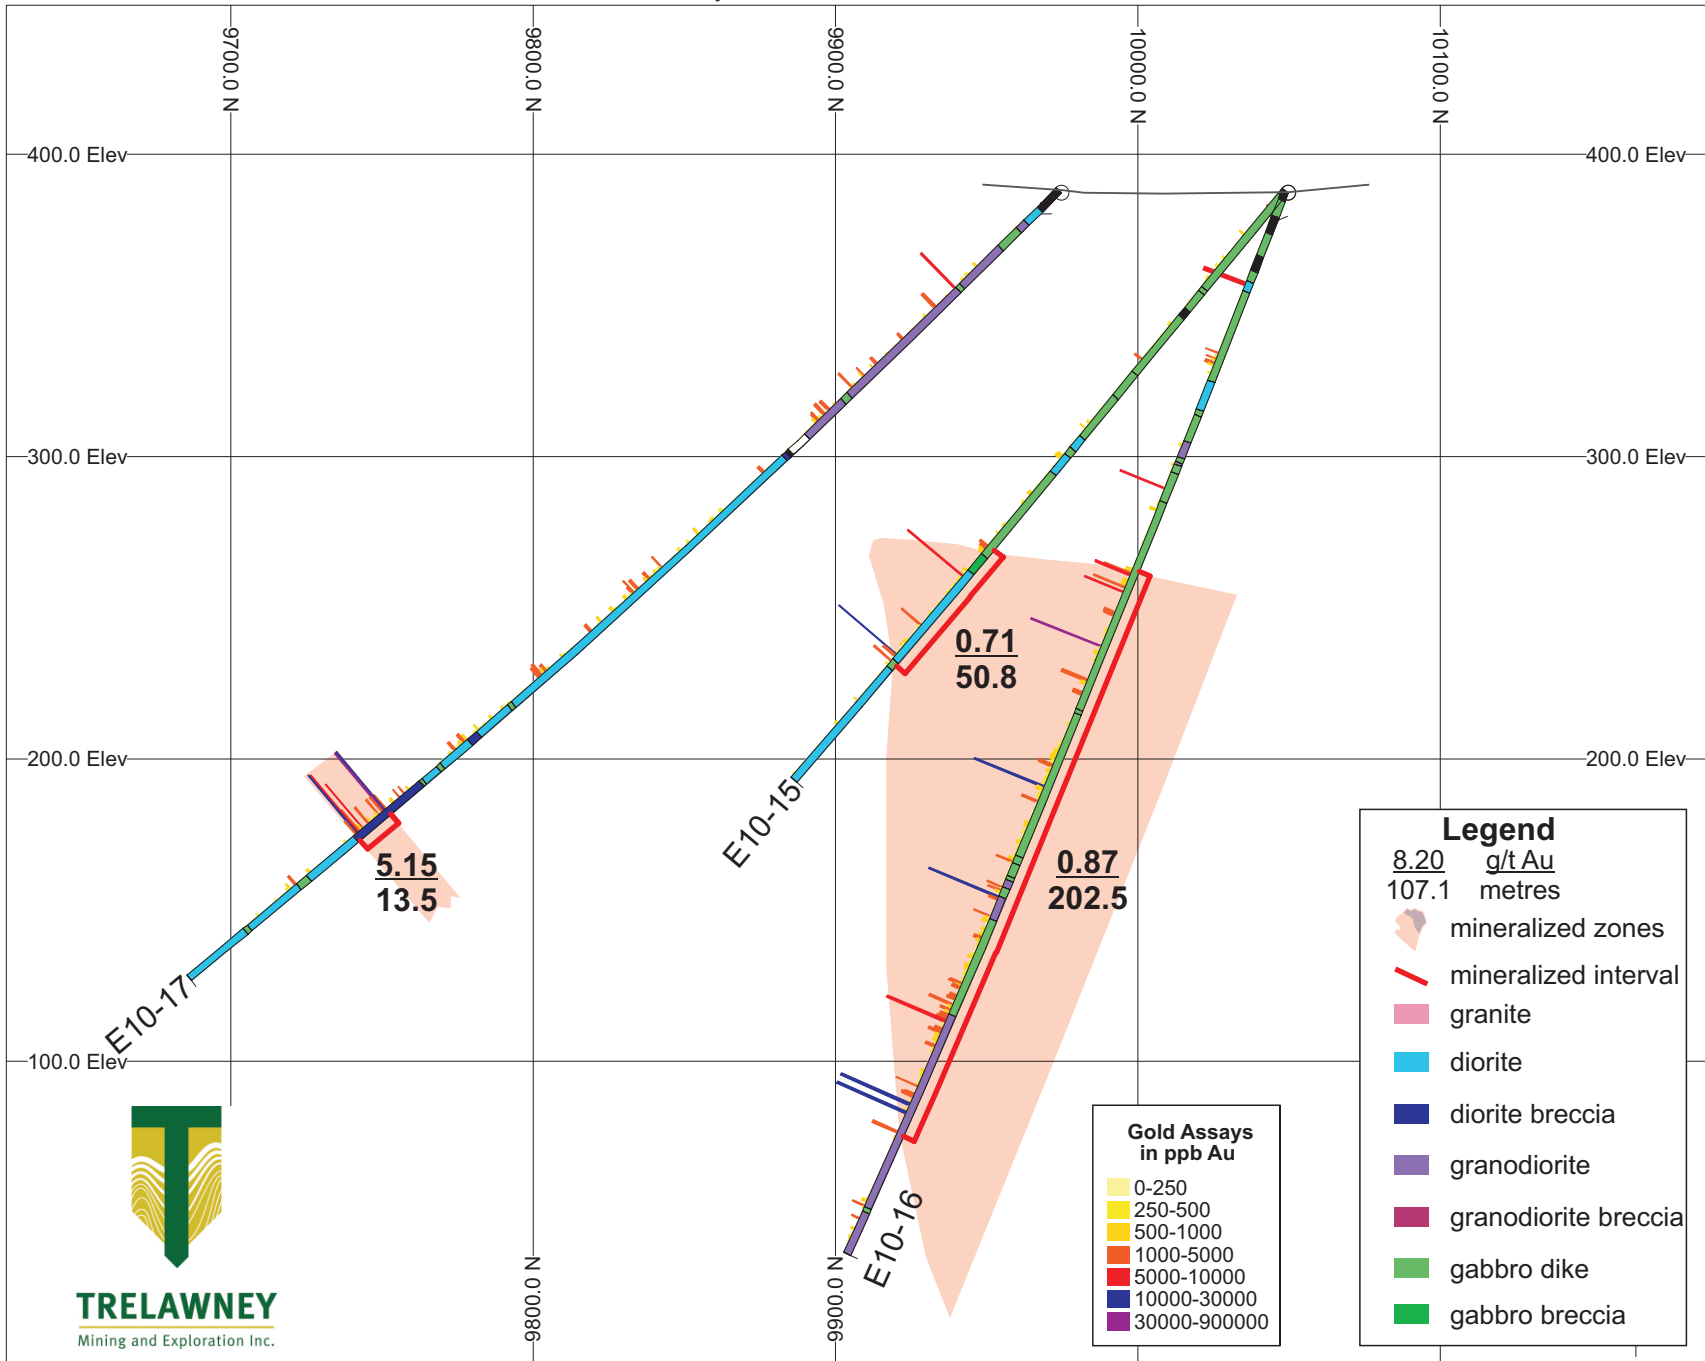 9700.0 N
9800.0 N
9900.0 N
10000.0 N
10100.0 N
400.0 Elev
400.0 Elev
300.0 Elev
300.0 Elev
0.71
50.8
200.0 Elev
200.0 Elev
E10-15
5.15
13.5
0.87
202.5
E10-17
100.0 Elev
E10-16
9800.0 N
9900.0 N
Legend
8.20 g/t Au
107.1 metres
mineralized zones
mineralized interval
granite
diorite
diorite breccia
granodiorite
granodiorite breccia
gabbro dike
gabbro breccia
Gold Assays
in ppb Au
0-250
250-500
500-1000
1000-5000
5000-10000
10000-30000
30000-900000
TRELAWNEY
Mining and Exploration Inc.